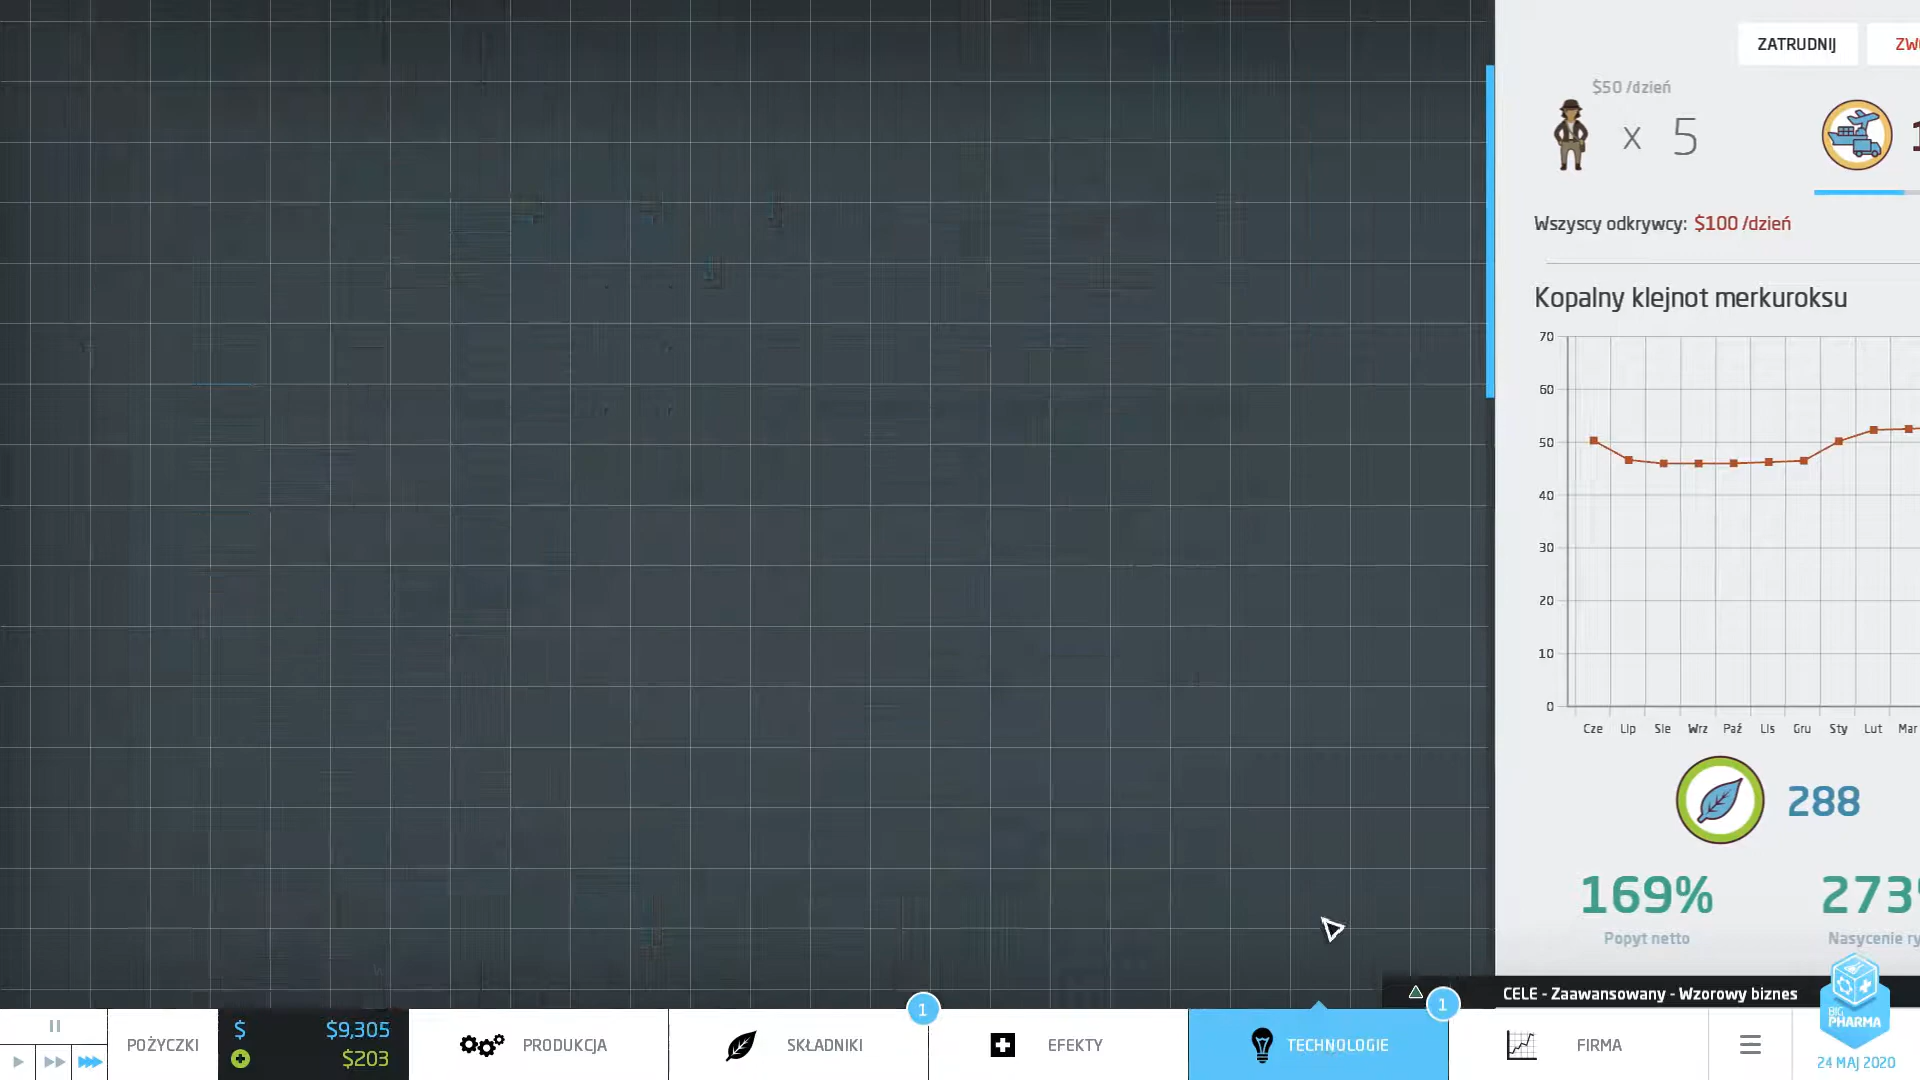 ZATRUDNIJ
$50 /dzień
x 5
Wszyscy odkrywcy: $100 /dzień
Kopalny klejnot merkuroksu
70
60
50
40
30
20
10
0
Cze Lip Sie Wrz Paź Lis Gru Sty Lut Mar
288
169%
273
Popyt netto
Nasycenie
CELE - Zaawansowany - Wzorowy biznes
1
1
POŻYCZKI
$ $9,305
$203
PRODUKCJA
SKŁADNIKI
EFEKTY
TECHNOLOGIE
FIRMA
BIG
PHARMA
24 MAJ 2020